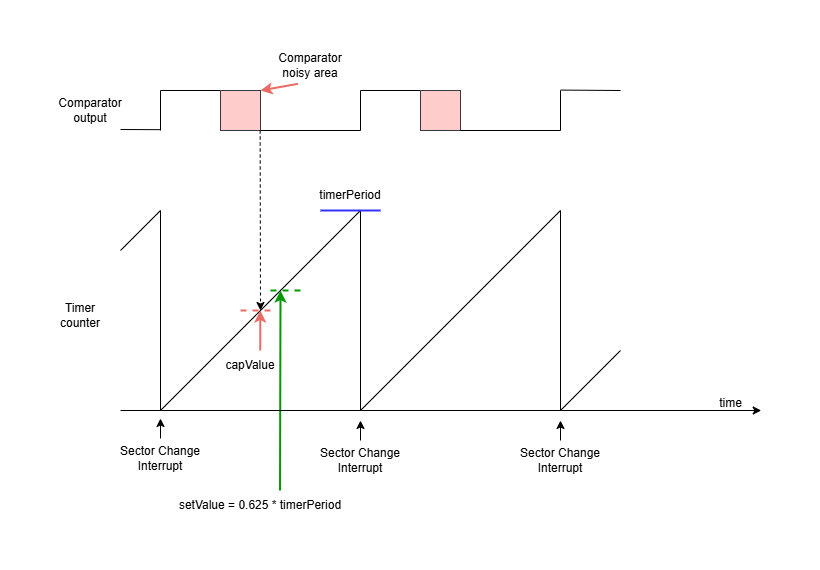 Comparator
noisy area
Comparator
output
timerPeriod
Timer
counter
capValue
time
Sector Change
Interrupt
Sector Change
Interrupt
Sector Change
Interrupt
setValue = 0.625 * timerPeriod